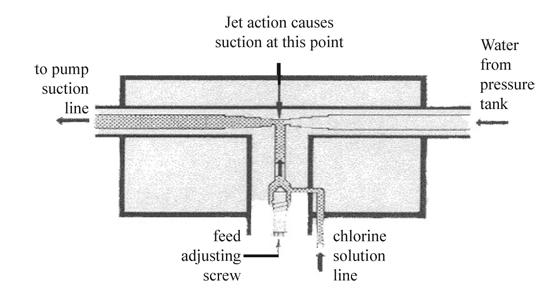 Jet action causes
suction at this point
to pump
suction
line
Water
from
pressure
tank
feed
adjusting
screw
chlorine
solution
line